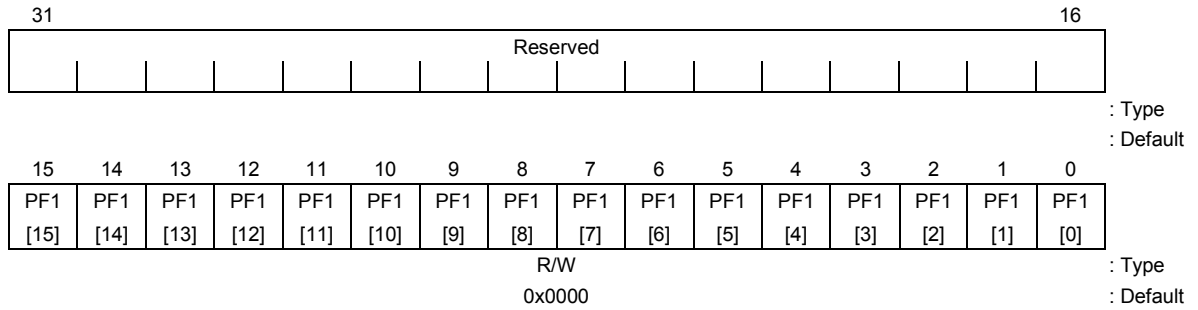 31 16
Reserved
: Type
: Default
15 14 13 12 11 10 9 8 7 6 5 4 3 2 1 0
PF1 PF1 PF1 PF1 PF1 PF1 PF1 PF1 PF1 PF1 PF1 PF1 PF1 PF1 PF1 PF1
[15] [14] [13] [12] [11] [10] [9] [8] [7] [6] [5] [4] [3] [2] [1] [0]
R/W : Type
0x0000 : Default